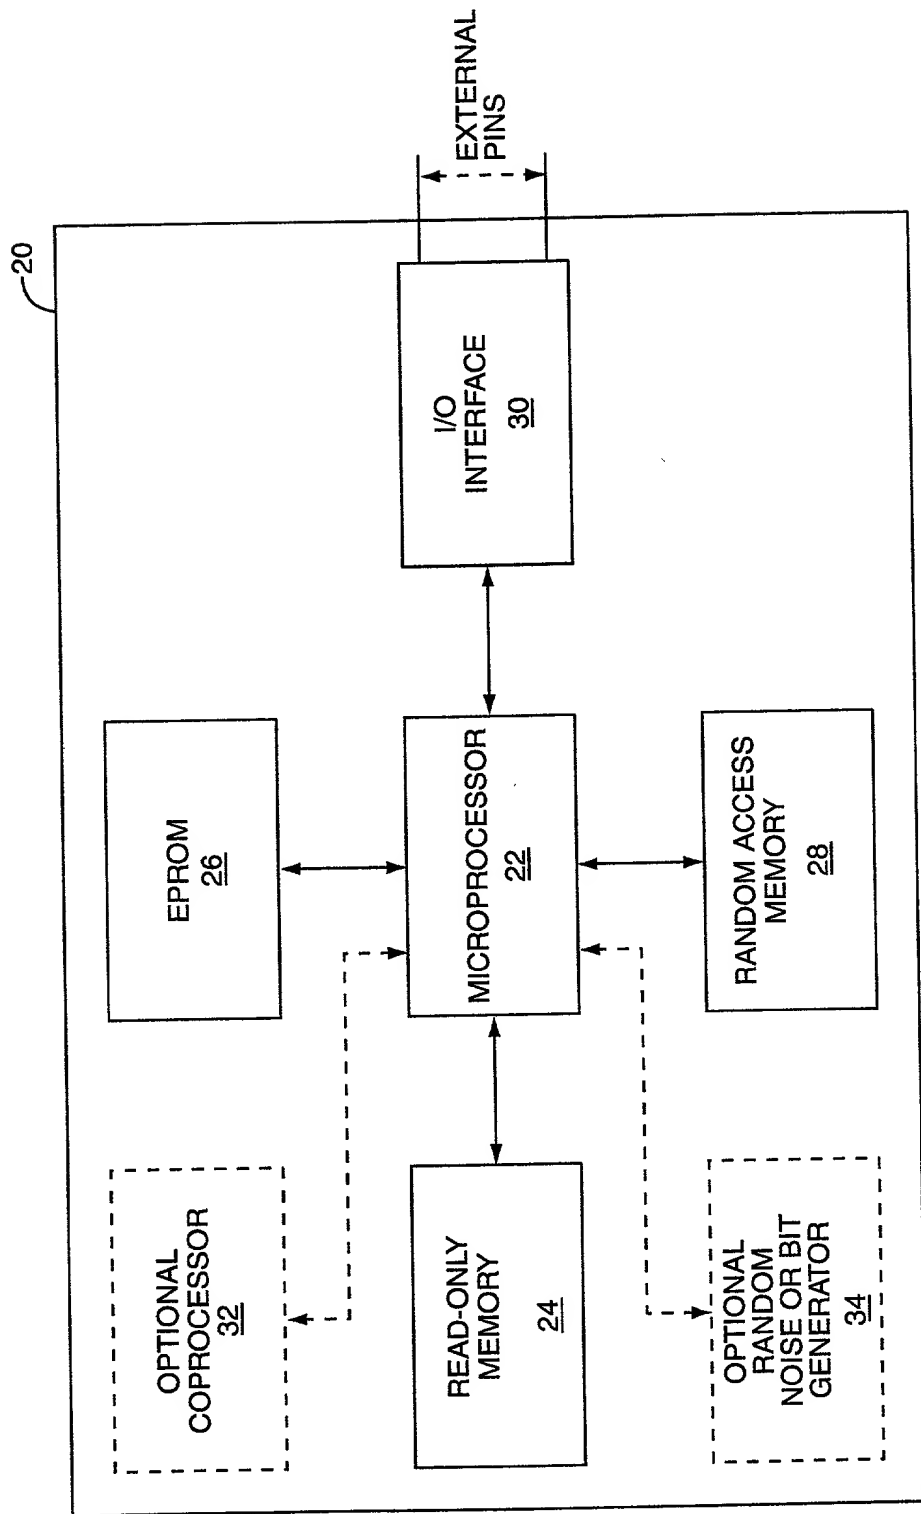 20
OPTIONAL
COPROCESSOR
32
EPROM
26
READ-ONLY
MEMORY
24
MICROPROCESSOR
22
I/O
INTERFACE
30
EXTERNAL
PINS
OPTIONAL
RANDOM
NOISE OR BIT
GENERATOR
34
RANDOM ACCESS
MEMORY
28